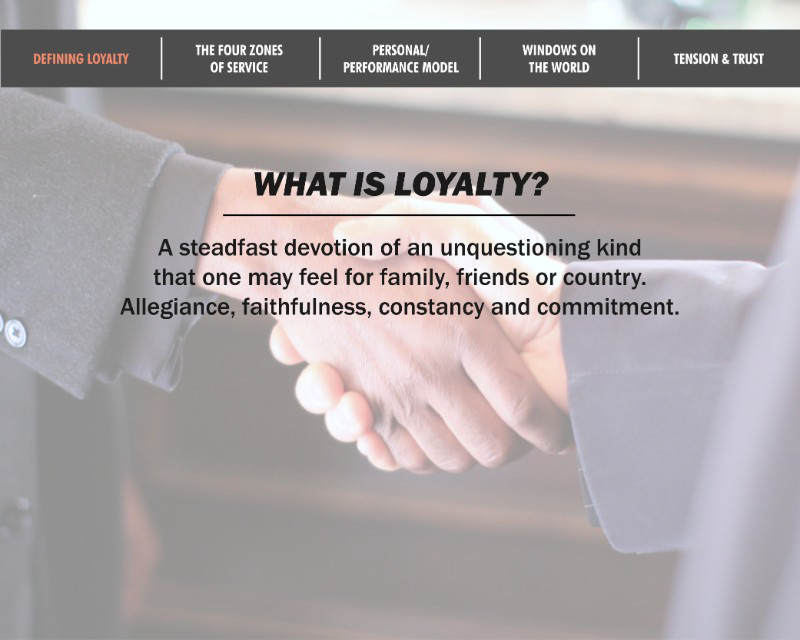 DEFINING LOYALTY
THE FOUR ZONES
OF SERVICE
PERSONAL/
PERFORMANCE MODEL
WINDOWS ON
THE WORLD
TENSION & TRUST
WHAT IS LOYALTY?
A steadfast devotion of an unquestioning kind
that one may feel for family, friends or country.
Allegiance, faithfulness, constancy and commitment.